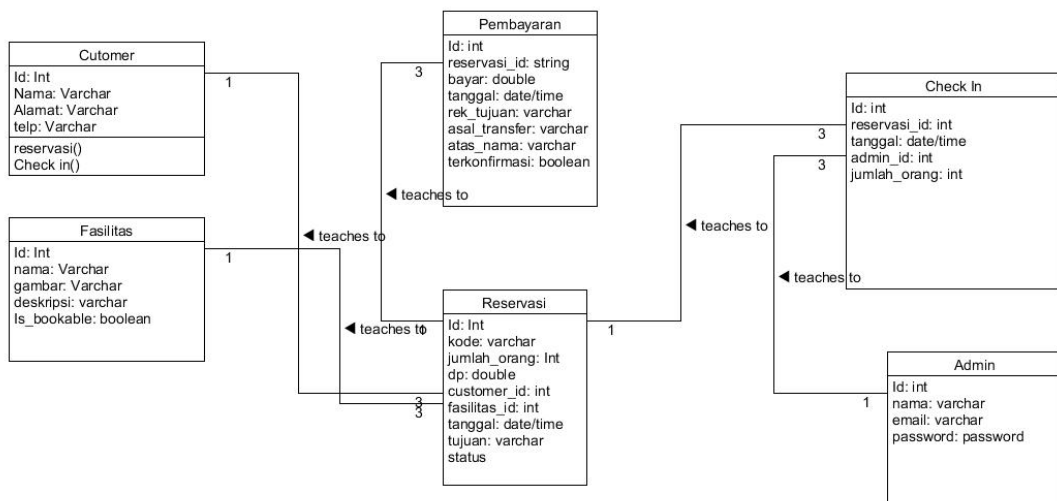 Cutomer
Id: Int
Nama: Varchar
Alamat: Varchar
telp: Varchar
reservasi()
Check in()
1
Fasilitas
Id: Int
nama: Varchar
gambar: Varchar
deskripsi: varchar
Is_bookable: boolean
1
Pembayaran
Id: int
reservasi_id: string
bayar: double
tanggal: date/time
rek_tujuan: varchar
asal_transfer: varchar
atas_nama: varchar
terkonfirmasi: boolean
3
◀ teaches to
◀ teaches to
◀ teaches to
1
Reservasi
Id: Int
kode: varchar
jumlah_orang: Int
dp: double
customer_id: int
fasilitas_id: int
tanggal: date/time
tujuan: varchar
status
3
3
1
◀ teaches to
◀ teaches to
Check In
Id: int
reservasi_id: int
tanggal: date/time
admin_id: int
jumlah_orang: int
3
3
Admin
Id: int
nama: varchar
email: varchar
password: password
1